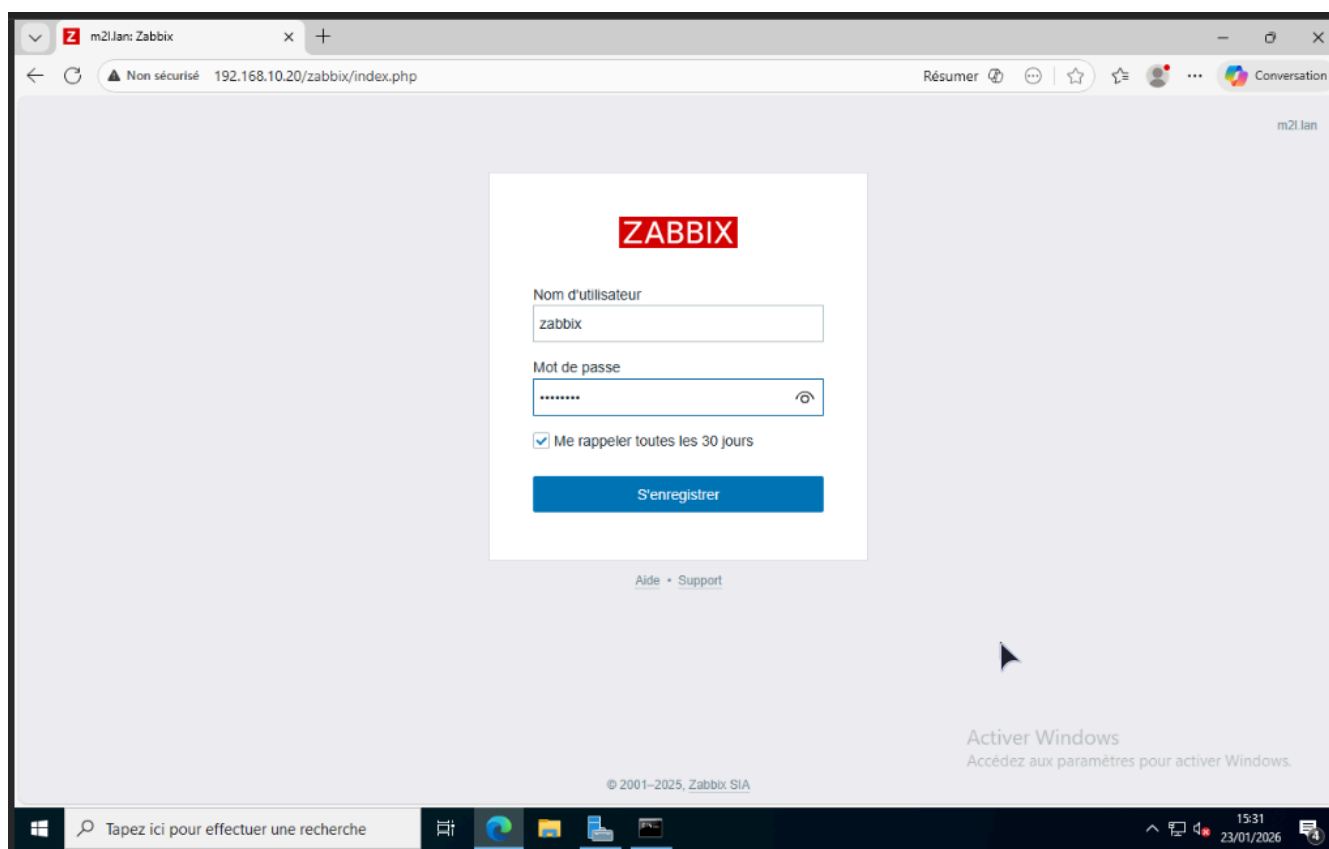 m2l.lan: Zabbix
Non sécurisé 192.168.10.20/zabbix/index.php
Résumer
Conversation
m2l.lan
ZABBIX
Nom d'utilisateur
zabbix
Mot de passe
••••••••
Me rappeler toutes les 30 jours
S'enregistrer
Aide • Support
Activer Windows
Accédez aux paramètres pour activer Windows.
© 2001–2025, Zabbix SIA
Tapez ici pour effectuer une recherche
15:31
23/01/2026
4